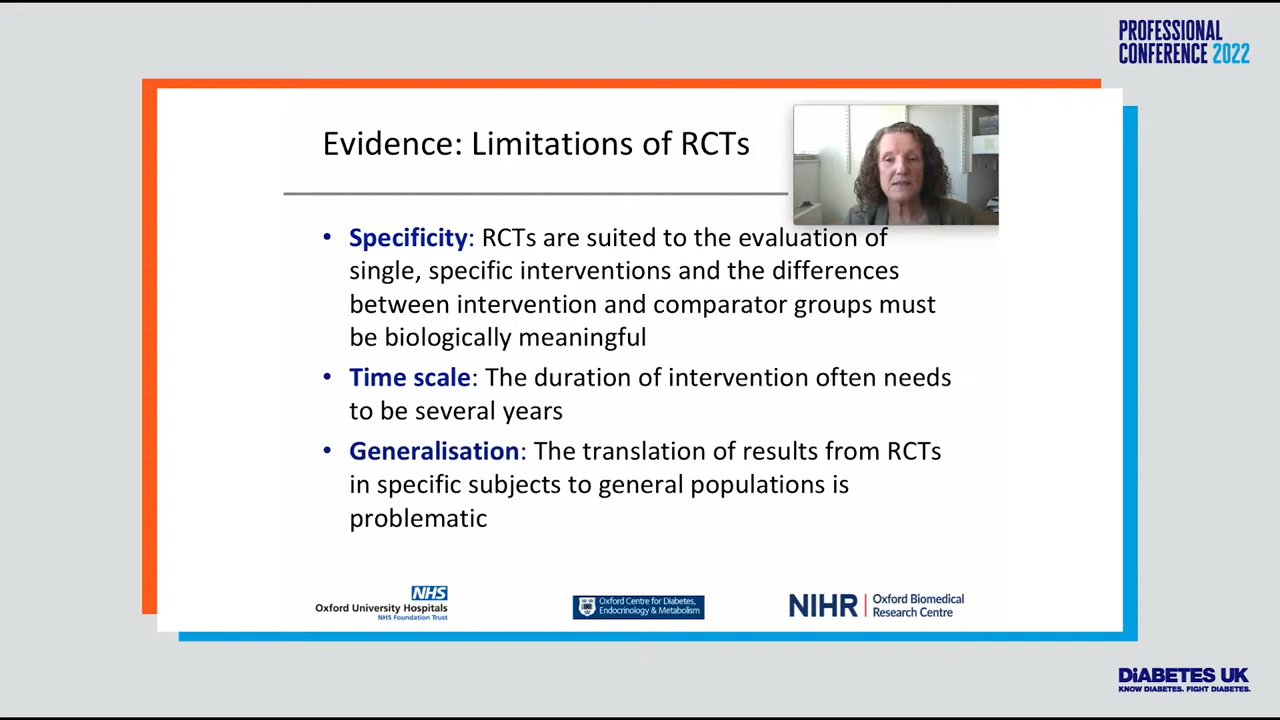 PROFESSIONAL
CONFERENCE 2022
Evidence: Limitations of RCTs
• Specificity: RCTs are suited to the evaluation of
single, specific interventions and the differences
between intervention and comparator groups must
be biologically meaningful
• Time scale: The duration of intervention often needs
to be several years
• Generalisation: The translation of results from RCTs
in specific subjects to general populations is
problematic
NHS
Oxford University Hospitals
NHS Foundation Trust
Oxford Centre for Diabetes,
Endocrinology & Metabolism
NIHR | Oxford Biomedical
Research Centre
DiABETES UK
KNOW DIABETES. FIGHT DIABETES.